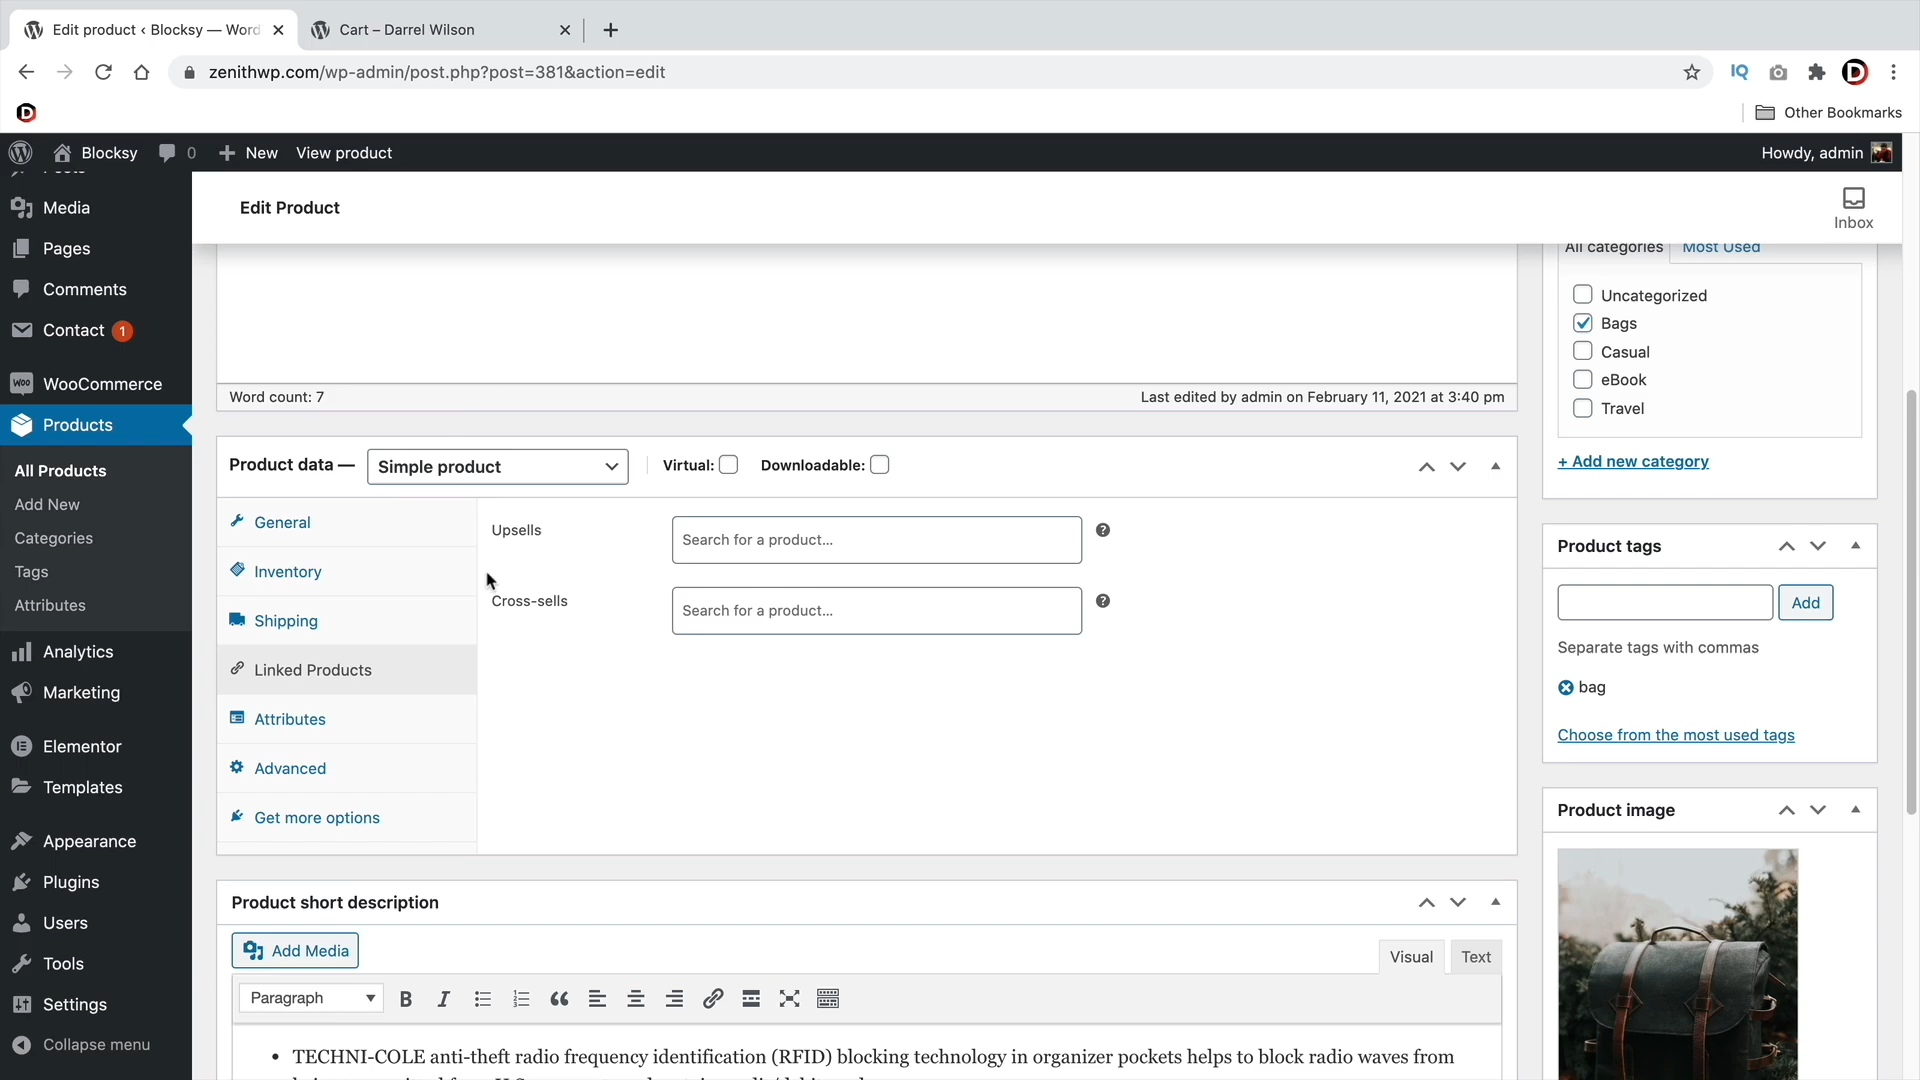 Edit product ‹ Blocksy — Word
Cart – Darrel Wilson
zenithwp.com/wp-admin/post.php?post=381&action=edit
IQ
D
D
Other Bookmarks
Blocksy
0
New
View product
Howdy, admin
Posts
Media
Pages
Comments
Contact 1
WooCommerce
Products
All Products
Add New
Categories
Tags
Attributes
Analytics
Marketing
Elementor
Templates
Appearance
Plugins
Users
Tools
Settings
Collapse menu
Edit Product
Inbox
Word count: 7
Last edited by admin on February 11, 2021 at 3:40 pm
Product data —
Simple product
Virtual:
Downloadable:
General
Inventory
Shipping
Linked Products
Attributes
Advanced
Get more options
Upsells
Search for a product...
Cross-sells
Search for a product...
Product short description
Add Media
Visual
Text
Paragraph
B
I
• TECHNI-COLE anti-theft radio frequency identification (RFID) blocking technology in organizer pockets helps to block radio waves from
All categories
Most Used
Uncategorized
Bags
Casual
eBook
Travel
+ Add new category
Product tags
Add
Separate tags with commas
bag
Choose from the most used tags
Product image